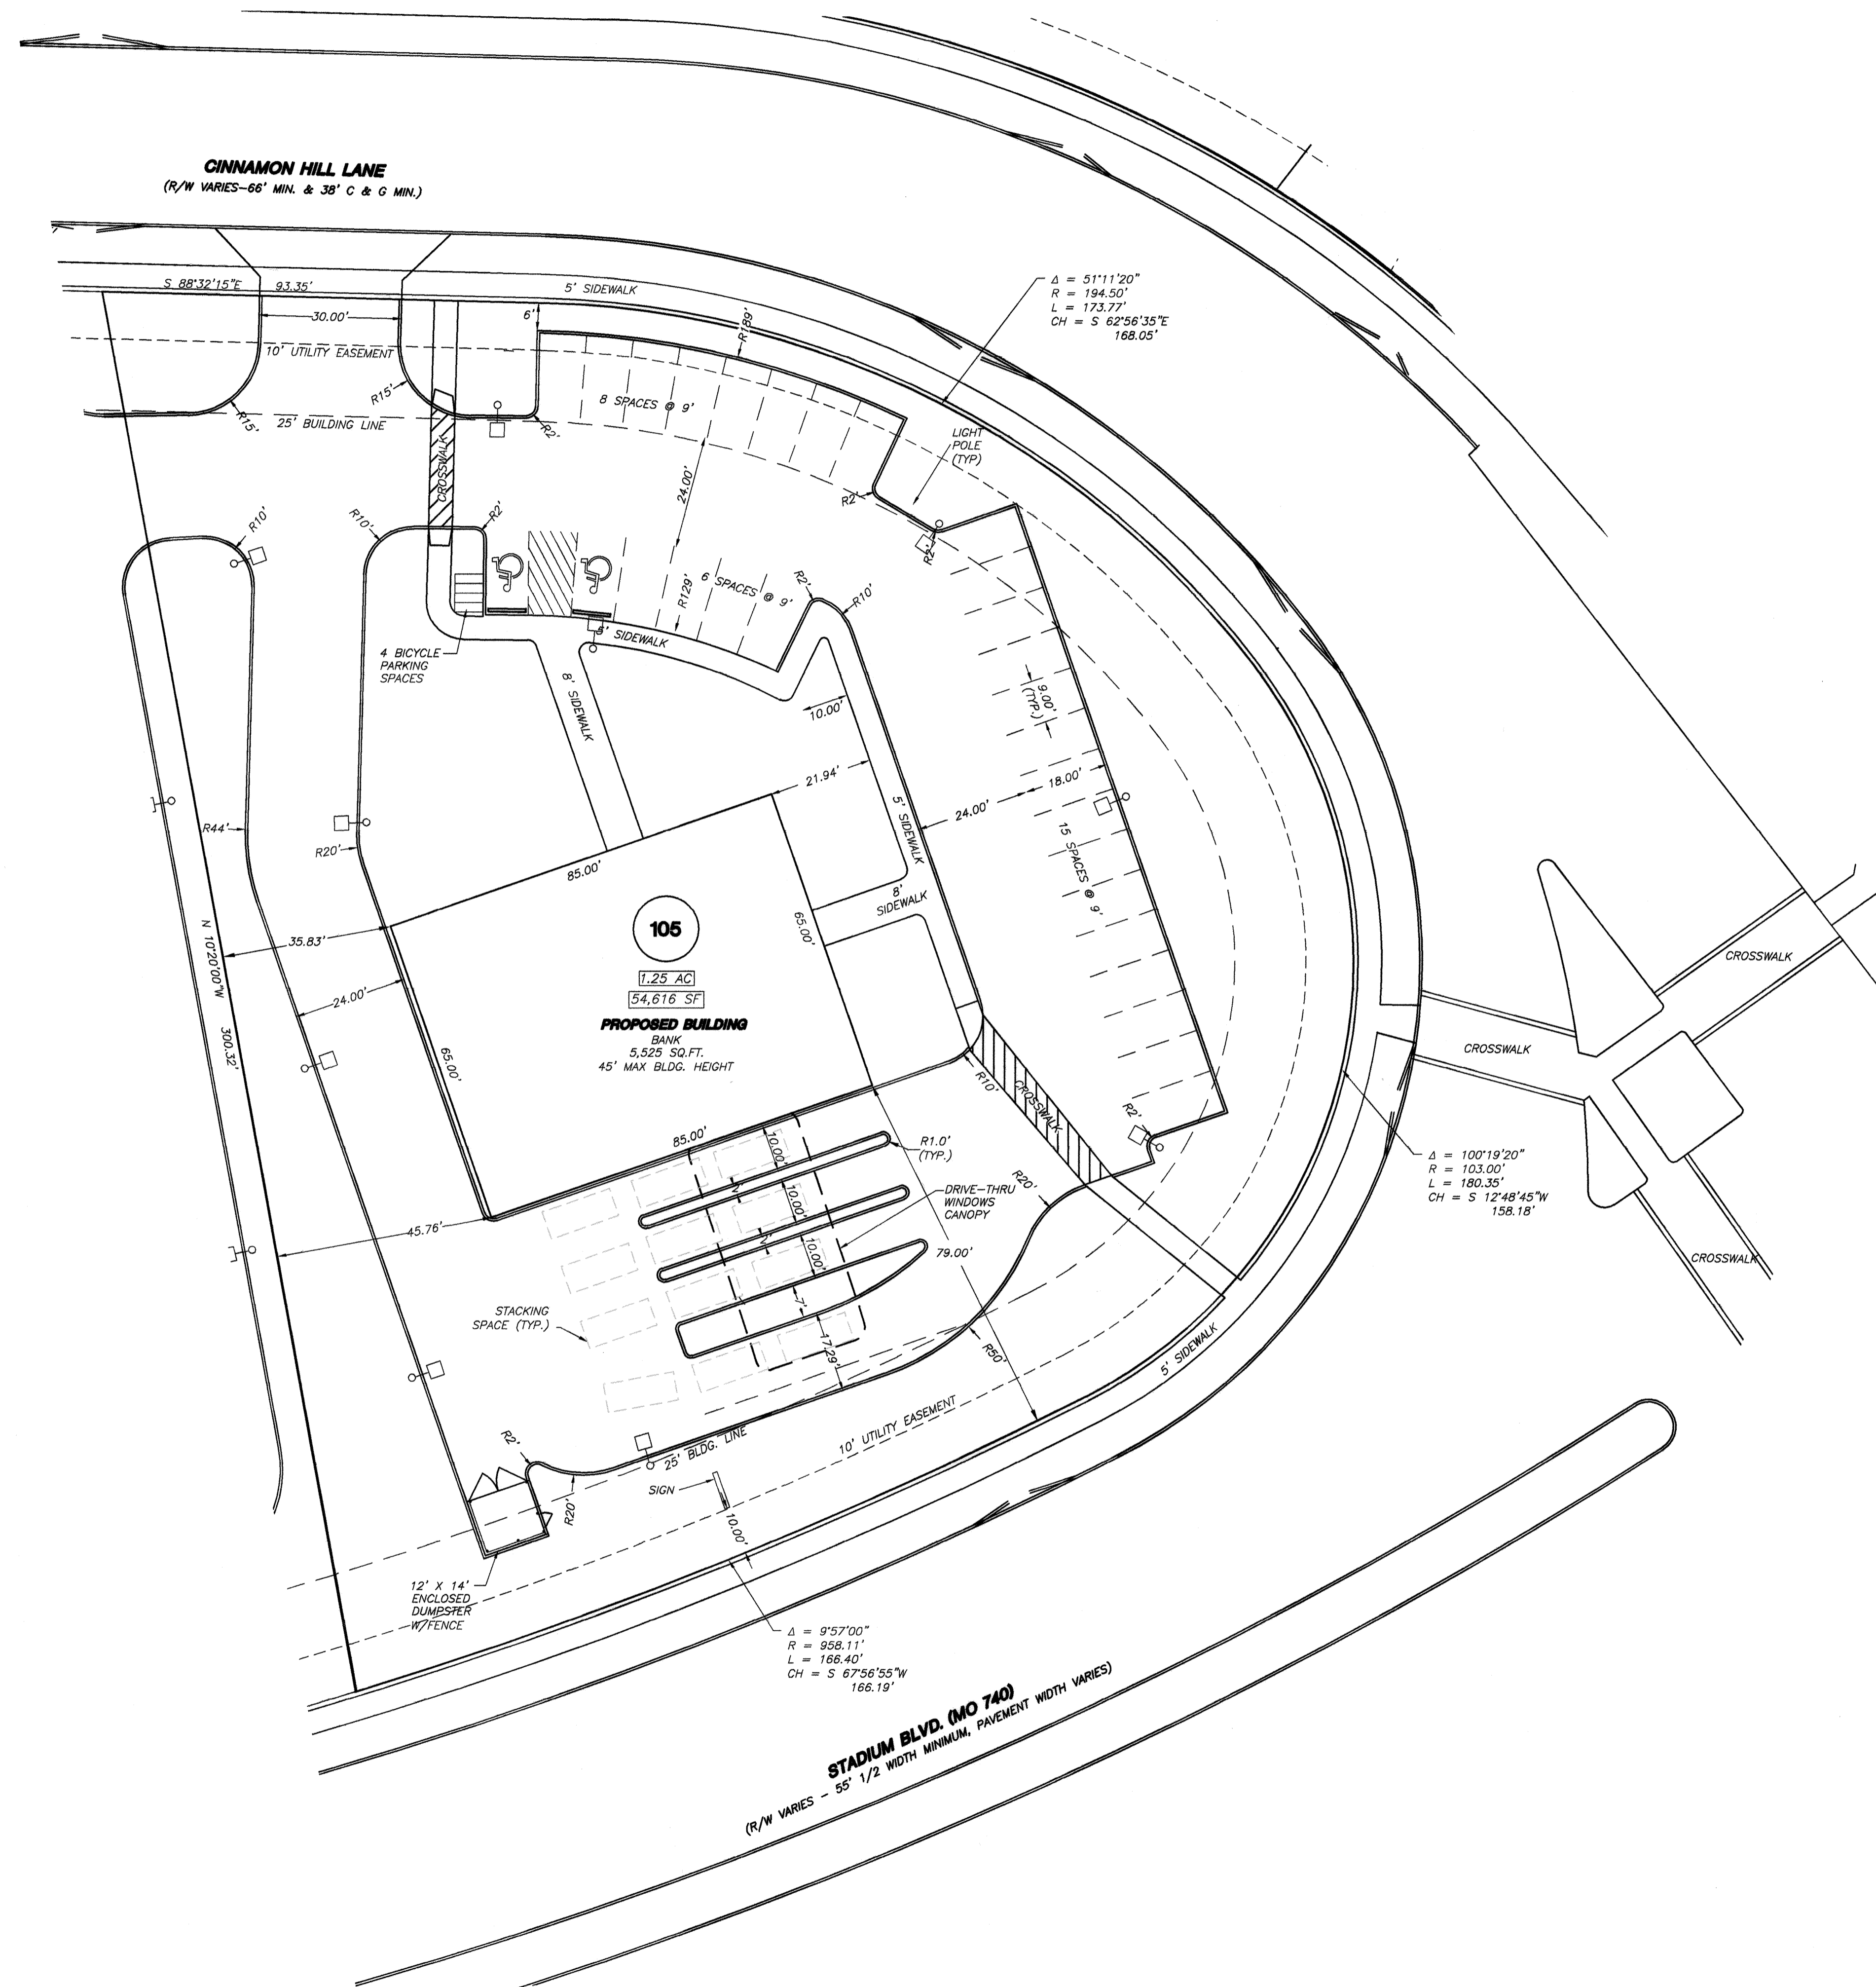 CINNAMON HILL LANE
(R/W VARIES-66' MIN. & 38' C & G MIN.)
S 88°32'15"E 93.35'
5' SIDEWALK
30.00'
6'
R189'
10' UTILITY EASEMENT
R15'
R15'
25' BUILDING LINE
R2'
CROSSWALK
8 SPACES @ 9'
24.00'
LIGHT
POLE
(TYP)
R2'
R2'
Δ = 51°11'20"
R = 194.50'
L = 173.77'
CH = S 62°56'35"E
168.05'
R10'
R10'
R2'
R129'
6 SPACES @ 9'
R2'
R10'
5' SIDEWALK
4 BICYCLE
PARKING
SPACES
8' SIDEWALK
10.00'
9.00'
(TYP.)
21.94'
18.00'
24.00'
5' SIDEWALK
15 SPACES @ 9'
R44'
R20'
85.00'
8'
SIDEWALK
65.00'
105
1.25 AC
54,616 SF
PROPOSED BUILDING
BANK
5,525 SQ.FT.
45' MAX BLDG. HEIGHT
35.83'
24.00'
N 10°20'00"W 300.32'
65.00'
R10'
CROSSWALK
R2'
CROSSWALK
CROSSWALK
CROSSWALK
85.00'
10.00'
R1.0'
(TYP.)
2'
10.00'
DRIVE-THRU
WINDOWS
CANOPY
R20'
2'
10.00'
79.00'
45.76'
7'
17.29'
STACKING
SPACE (TYP.)
R50'
5' SIDEWALK
Δ = 100°19'20"
R = 103.00'
L = 180.35'
CH = S 12°48'45"W
158.18'
R2'
25' BLDG. LINE
10' UTILITY EASEMENT
SIGN
R20'
10.00'
12' X 14'
ENCLOSED
DUMPSTER
W/FENCE
Δ = 9°57'00"
R = 958.11'
L = 166.40'
CH = S 67°56'55"W
166.19'
STADIUM BLVD. (MO 740)
(R/W VARIES - 55' 1/2 WIDTH MINIMUM, PAVEMENT WIDTH VARIES)